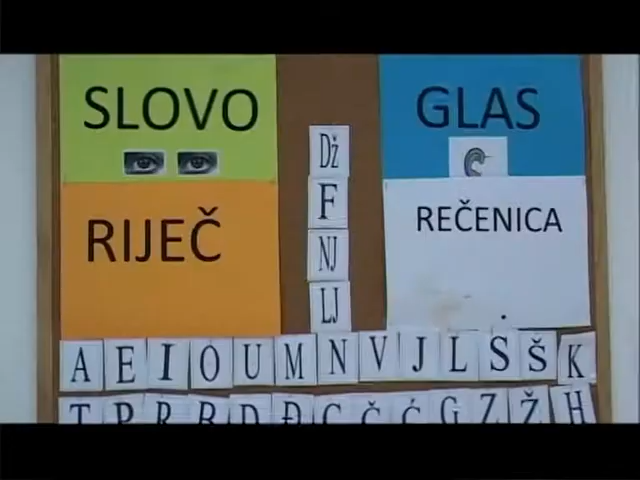 SLOVO
GLAS
RIJEČ
REČENICA
.
Dž
F
NJ
LJ
A E I O U M N V J L S Š K
T P R B D Đ C Č Ć G Z Ž H